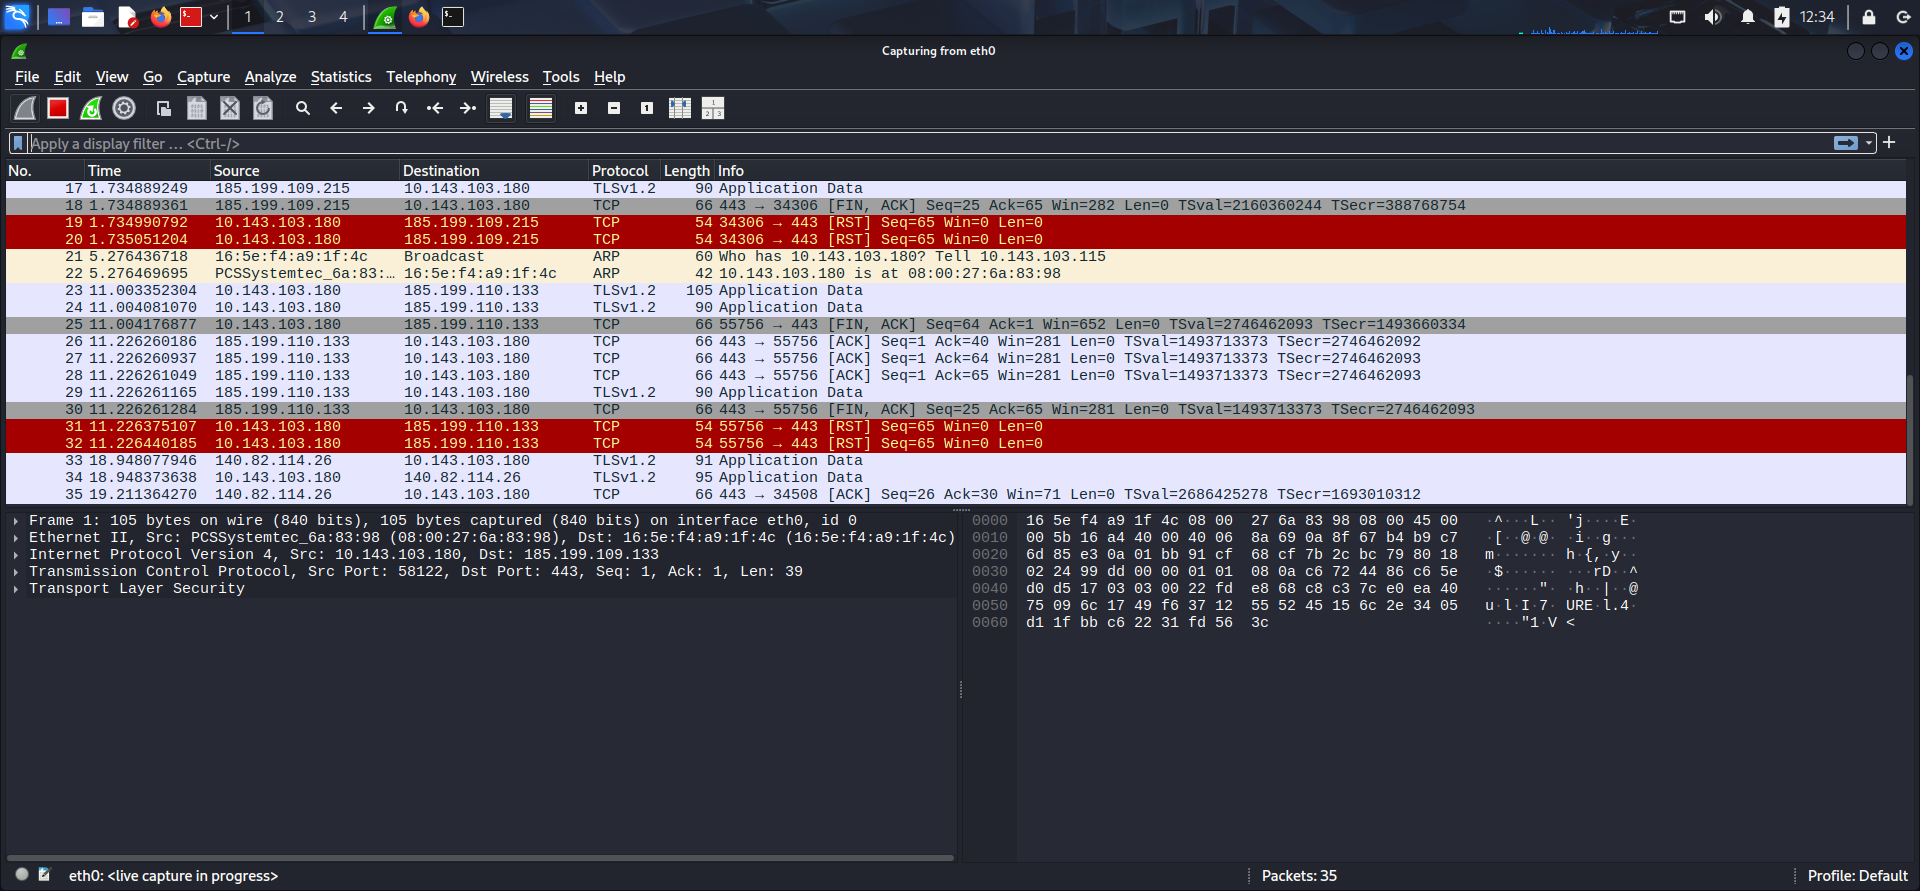 1 2 3 4 12:34
Capturing from eth0
File Edit View Go Capture Analyze Statistics Telephony Wireless Tools Help
Apply a display filter … <Ctrl-/>
No. Time Source Destination Protocol Length Info
17 1.734889249 185.199.109.215 10.143.103.180 TLSv1.2 90 Application Data
18 1.734889361 185.199.109.215 10.143.103.180 TCP 66 443 → 34306 [FIN, ACK] Seq=25 Ack=65 Win=282 Len=0 TSval=2160360244 TSecr=388768754
19 1.734990792 10.143.103.180 185.199.109.215 TCP 54 34306 → 443 [RST] Seq=65 Win=0 Len=0
20 1.735051204 10.143.103.180 185.199.109.215 TCP 54 34306 → 443 [RST] Seq=65 Win=0 Len=0
21 5.276436718 16:5e:f4:a9:1f:4c Broadcast ARP 60 Who has 10.143.103.180? Tell 10.143.103.115
22 5.276469695 PCSSystemtec_6a:83:… 16:5e:f4:a9:1f:4c ARP 42 10.143.103.180 is at 08:00:27:6a:83:98
23 11.003352304 10.143.103.180 185.199.110.133 TLSv1.2 105 Application Data
24 11.004081070 10.143.103.180 185.199.110.133 TLSv1.2 90 Application Data
25 11.004176877 10.143.103.180 185.199.110.133 TCP 66 55756 → 443 [FIN, ACK] Seq=64 Ack=1 Win=652 Len=0 TSval=2746462093 TSecr=1493660334
26 11.226260186 185.199.110.133 10.143.103.180 TCP 66 443 → 55756 [ACK] Seq=1 Ack=40 Win=281 Len=0 TSval=1493713373 TSecr=2746462092
27 11.226260937 185.199.110.133 10.143.103.180 TCP 66 443 → 55756 [ACK] Seq=1 Ack=64 Win=281 Len=0 TSval=1493713373 TSecr=2746462093
28 11.226261049 185.199.110.133 10.143.103.180 TCP 66 443 → 55756 [ACK] Seq=1 Ack=65 Win=281 Len=0 TSval=1493713373 TSecr=2746462093
29 11.226261165 185.199.110.133 10.143.103.180 TLSv1.2 90 Application Data
30 11.226261284 185.199.110.133 10.143.103.180 TCP 66 443 → 55756 [FIN, ACK] Seq=25 Ack=65 Win=281 Len=0 TSval=1493713373 TSecr=2746462093
31 11.226375107 10.143.103.180 185.199.110.133 TCP 54 55756 → 443 [RST] Seq=65 Win=0 Len=0
32 11.226440185 10.143.103.180 185.199.110.133 TCP 54 55756 → 443 [RST] Seq=65 Win=0 Len=0
33 18.948077946 140.82.114.26 10.143.103.180 TLSv1.2 91 Application Data
34 18.948373638 10.143.103.180 140.82.114.26 TLSv1.2 95 Application Data
35 19.211364270 140.82.114.26 10.143.103.180 TCP 66 443 → 34508 [ACK] Seq=26 Ack=30 Win=71 Len=0 TSval=2686425278 TSecr=1693010312
Frame 1: 105 bytes on wire (840 bits), 105 bytes captured (840 bits) on interface eth0, id 0
Ethernet II, Src: PCSSystemtec_6a:83:98 (08:00:27:6a:83:98), Dst: 16:5e:f4:a9:1f:4c (16:5e:f4:a9:1f:4c)
Internet Protocol Version 4, Src: 10.143.103.180, Dst: 185.199.109.133
Transmission Control Protocol, Src Port: 58122, Dst Port: 443, Seq: 1, Ack: 1, Len: 39
Transport Layer Security
0000 16 5e f4 a9 1f 4c 08 00 27 6a 83 98 08 00 45 00 ·^···L·· 'j····E·
0010 00 5b 16 a4 40 00 40 06 8a 69 0a 8f 67 b4 b9 c7 ·[··@·@· ·i··g···
0020 6d 85 e3 0a 01 bb 91 cf 68 cf 7b 2c bc 79 80 18 m······· h·{,·y··
0030 02 24 99 dd 00 00 01 01 08 0a c6 72 44 86 c6 5e ·$······ ···rD··^
0040 d0 d5 17 03 03 00 22 fd e8 68 c8 c3 7c e0 ea 40 ······"· ·h··|··@
0050 75 09 6c 17 49 f6 37 12 55 52 45 15 6c 2e 34 05 u·l·I·7· URE·l.4·
0060 d1 1f bb c6 22 31 fd 56 3c ····"1·V <
eth0: <live capture in progress> Packets: 35 Profile: Default